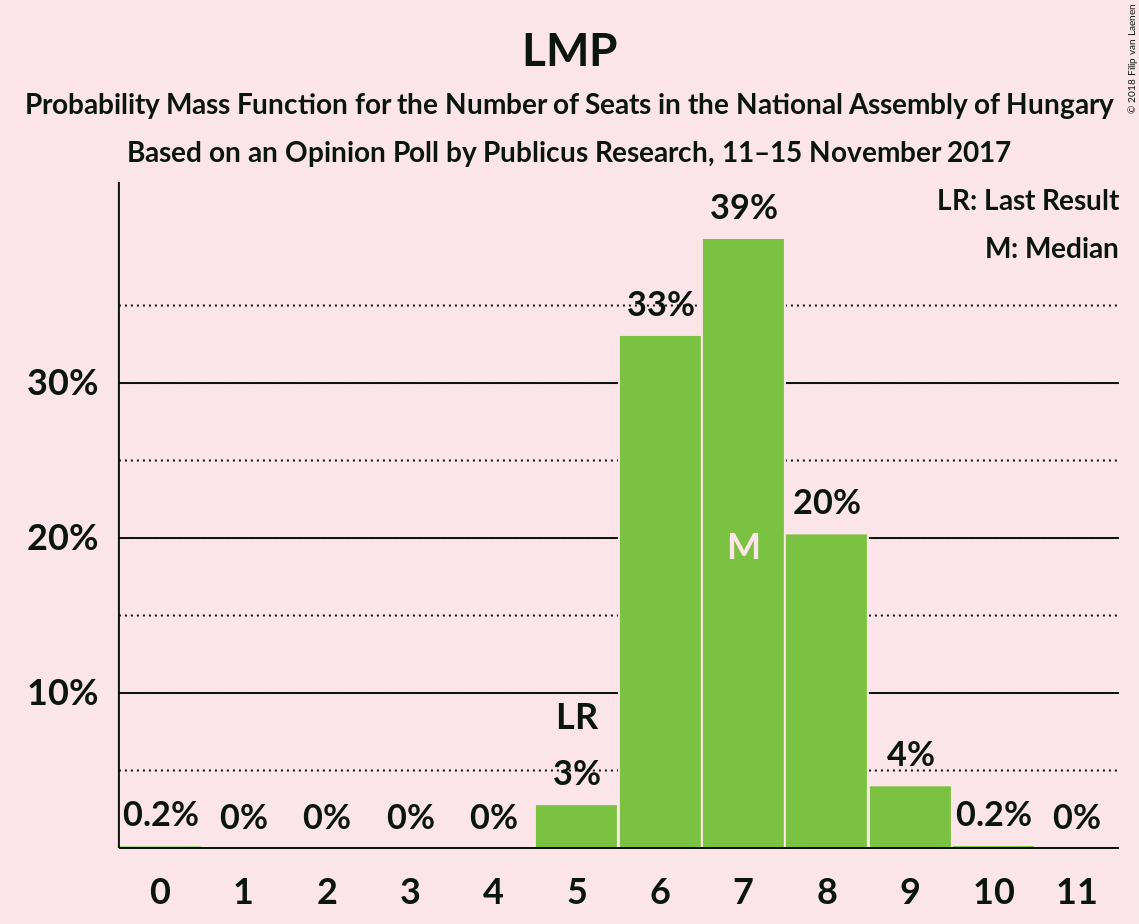 LMP
Probability Mass Function for the Number of Seats in the National Assembly of Hungary
Based on an Opinion Poll by Publicus Research, 11–15 November 2017
© 2018 Filip van Laenen
LR: Last Result
M: Median
39%
33%
30%
20%
M
20%
10%
LR
4%
3%
0.2% 0% 0% 0% 0% 0.2% 0%
0 1 2 3 4 5 6 7 8 9 10 11